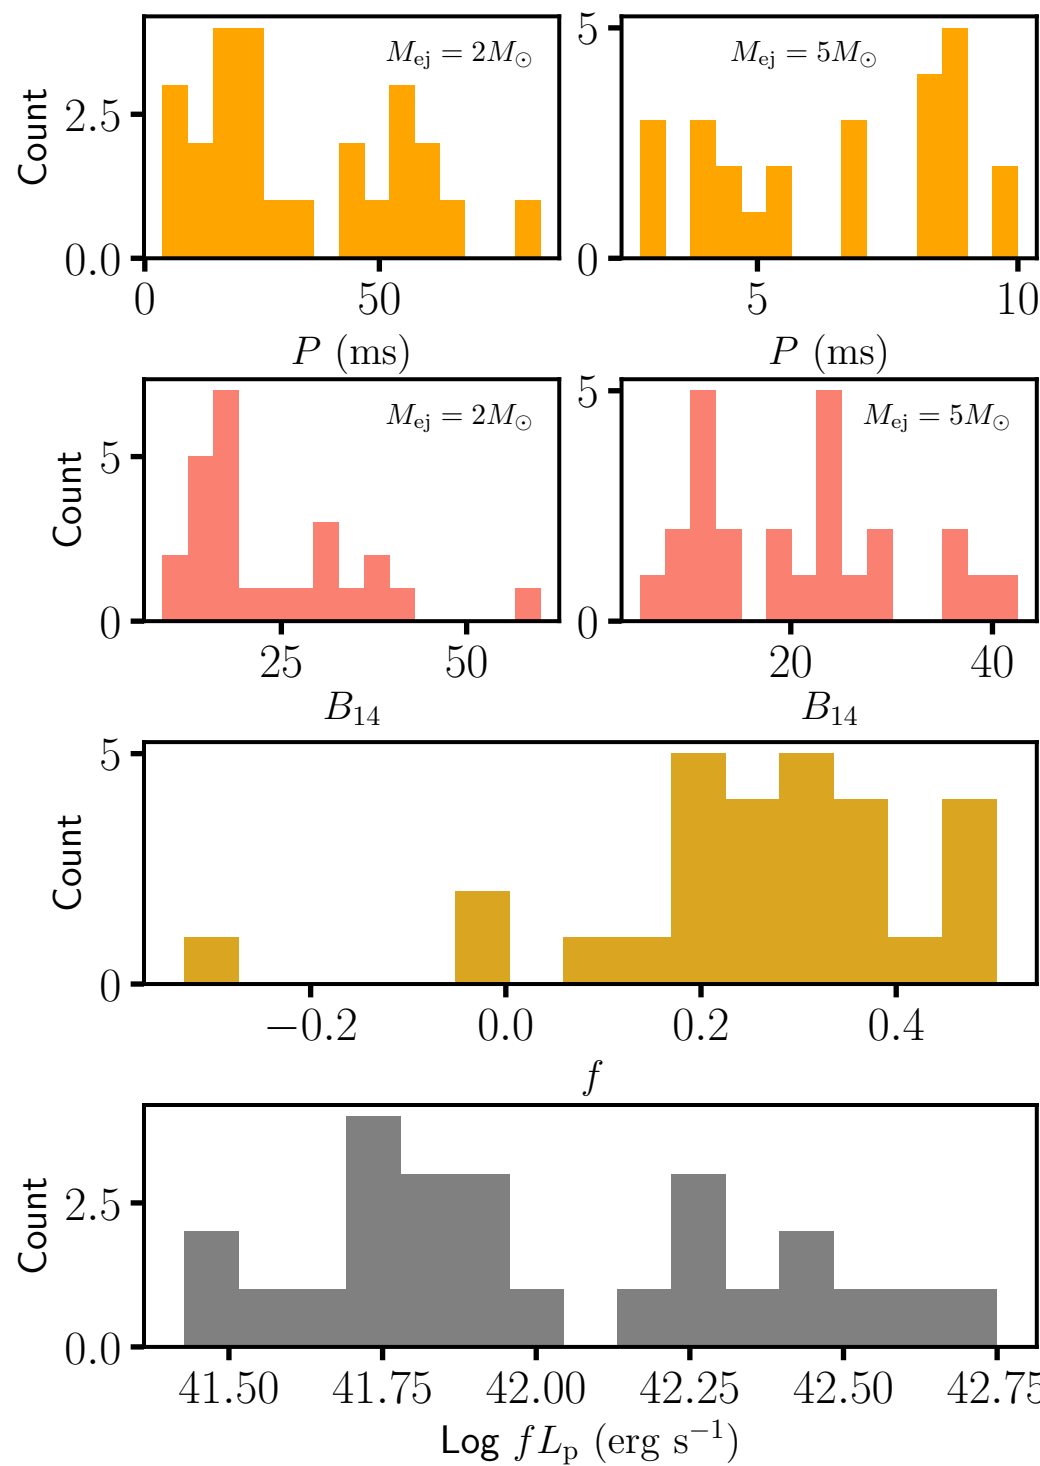 Count
2.5
0.0
0 50
P (ms)
M_ej = 2M_⊙
5
0
5 10
P (ms)
M_ej = 5M_⊙
Count
5
0
25 50
B_14
M_ej = 2M_⊙
5
0
20 40
B_14
M_ej = 5M_⊙
Count
5
0
−0.2 0.0 0.2 0.4
f
Count
2.5
0.0
41.50 41.75 42.00 42.25 42.50 42.75
Log fL_p (erg s⁻¹)